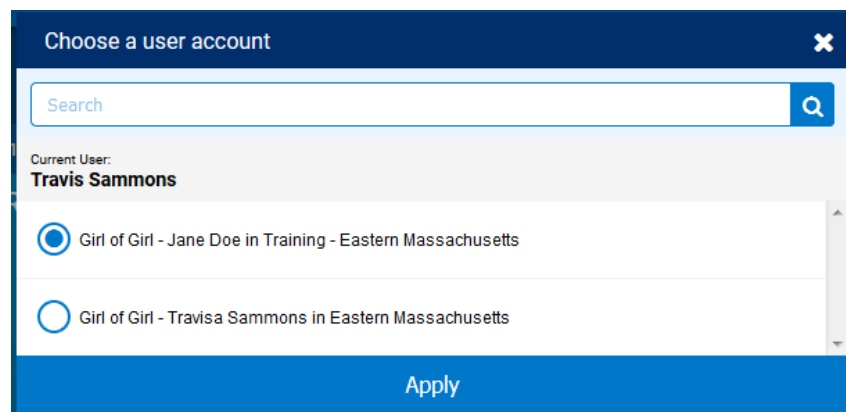 Choose a user account
Search
Current User:
Travis Sammons
Girl of Girl - Jane Doe in Training - Eastern Massachusetts
Girl of Girl - Travisa Sammons in Eastern Massachusetts
Apply